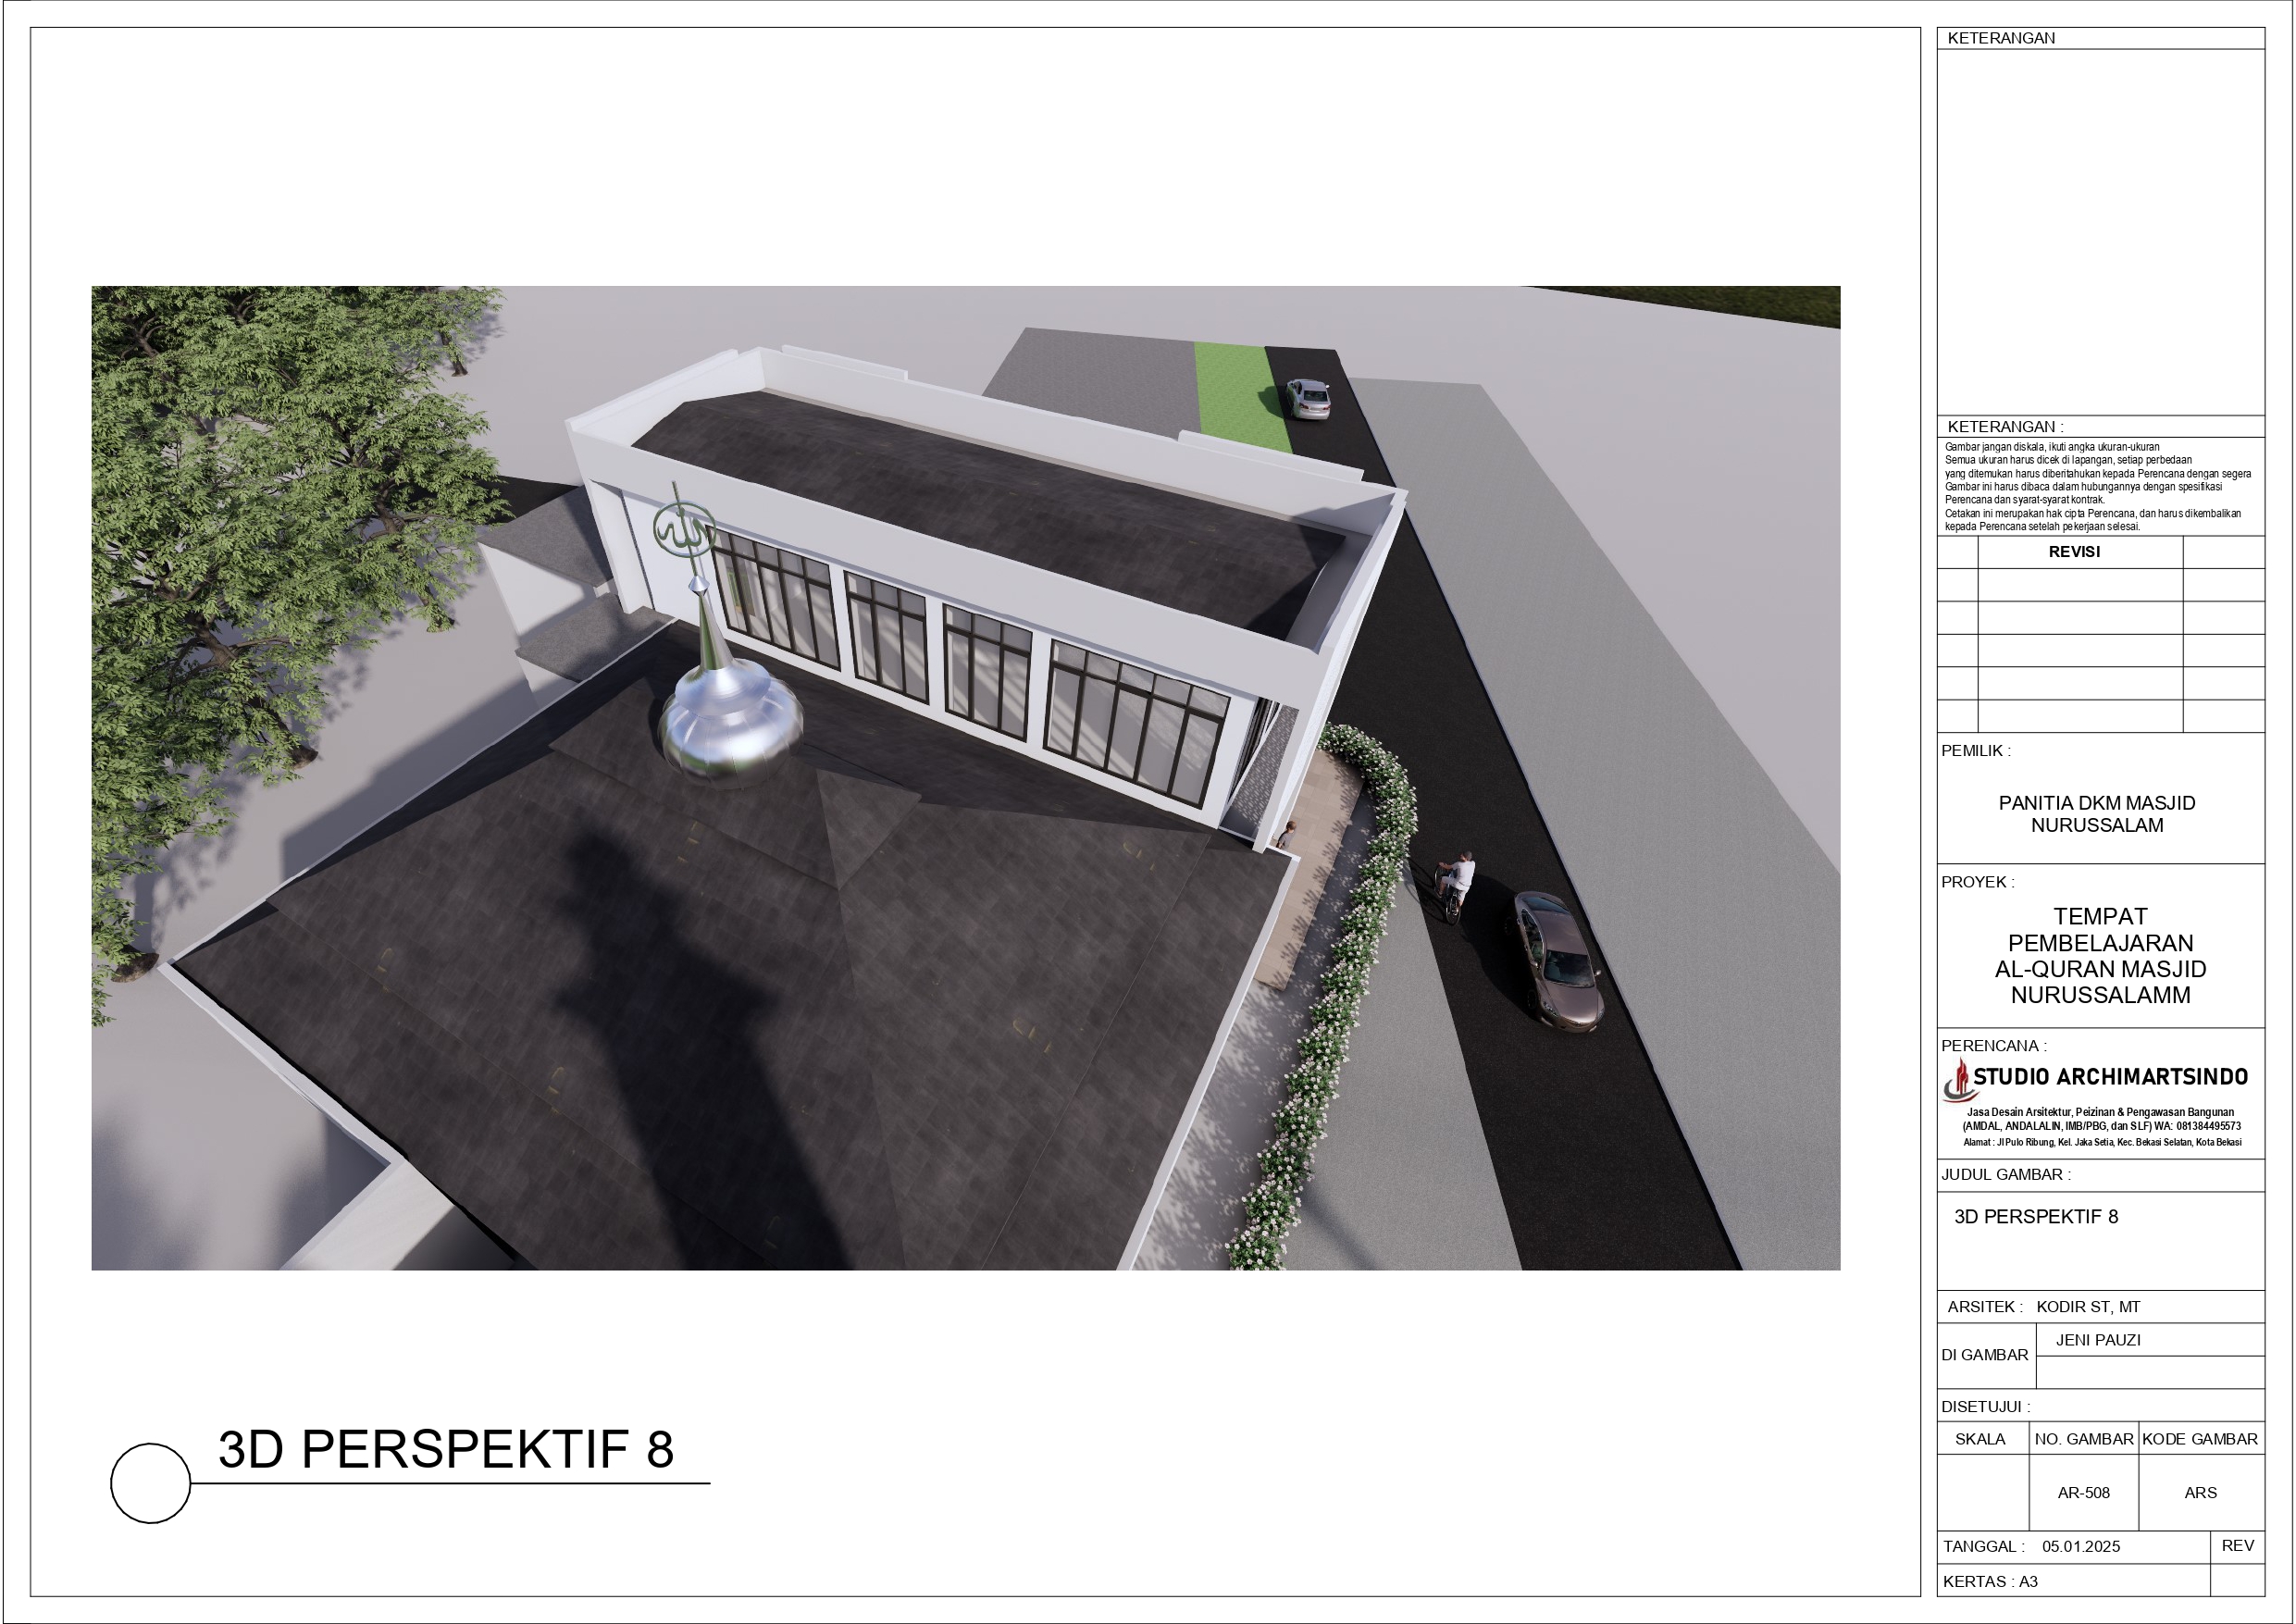 KETERANGAN
KETERANGAN :
Gambar jangan diskala, ikuti angka ukuran-ukuran
Semua ukuran harus dicek di lapangan, setiap perbedaan
yang ditemukan harus diberitahukan kepada Perencana dengan segera
Gambar ini harus dibaca dalam hubungannya dengan spesifikasi
Perencana dan syarat-syarat kontrak.
Cetakan ini merupakan hak cipta Perencana, dan harus dikembalikan
kepada Perencana setelah pekerjaan selesai.
REVISI
PEMILIK :
PANITIA DKM MASJID
NURUSSALAM
PROYEK :
TEMPAT
PEMBELAJARAN
AL-QURAN MASJID
NURUSSALAMM
PERENCANA :
STUDIO ARCHIMARTSINDO
Jasa Desain Arsitektur, Peizinan & Pengawasan Bangunan
(AMDAL, ANDALALIN, IMB/PBG, dan SLF) WA: 081384495573
Alamat : Jl Pulo Ribung, Kel. Jaka Setia, Kec. Bekasi Selatan, Kota Bekasi
JUDUL GAMBAR :
3D PERSPEKTIF 8
ARSITEK : KODIR ST, MT
DI GAMBAR JENI PAUZI
DISETUJUI :
SKALA NO. GAMBAR KODE GAMBAR
AR-508 ARS
TANGGAL : 05.01.2025 REV
KERTAS : A3
الله
3D PERSPEKTIF 8